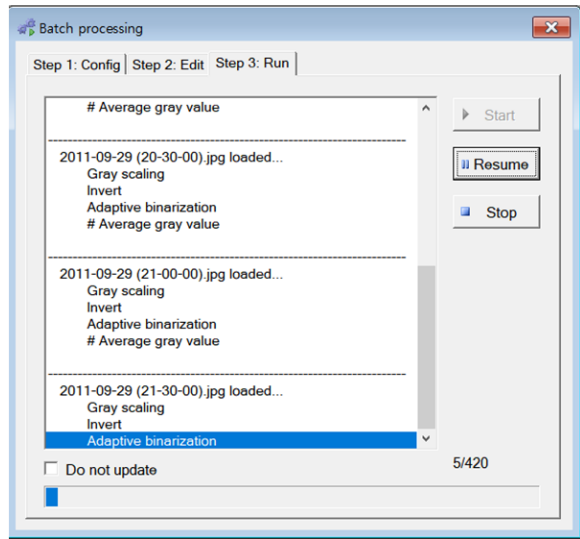 Batch processing
Step 1: Config Step 2: Edit Step 3: Run
# Average gray value
2011-09-29 (20-30-00).jpg loaded...
Gray scaling
Invert
Adaptive binarization
# Average gray value
2011-09-29 (21-00-00).jpg loaded...
Gray scaling
Invert
Adaptive binarization
# Average gray value
2011-09-29 (21-30-00).jpg loaded...
Gray scaling
Invert
Adaptive binarization
Start
Resume
Stop
Do not update
5/420